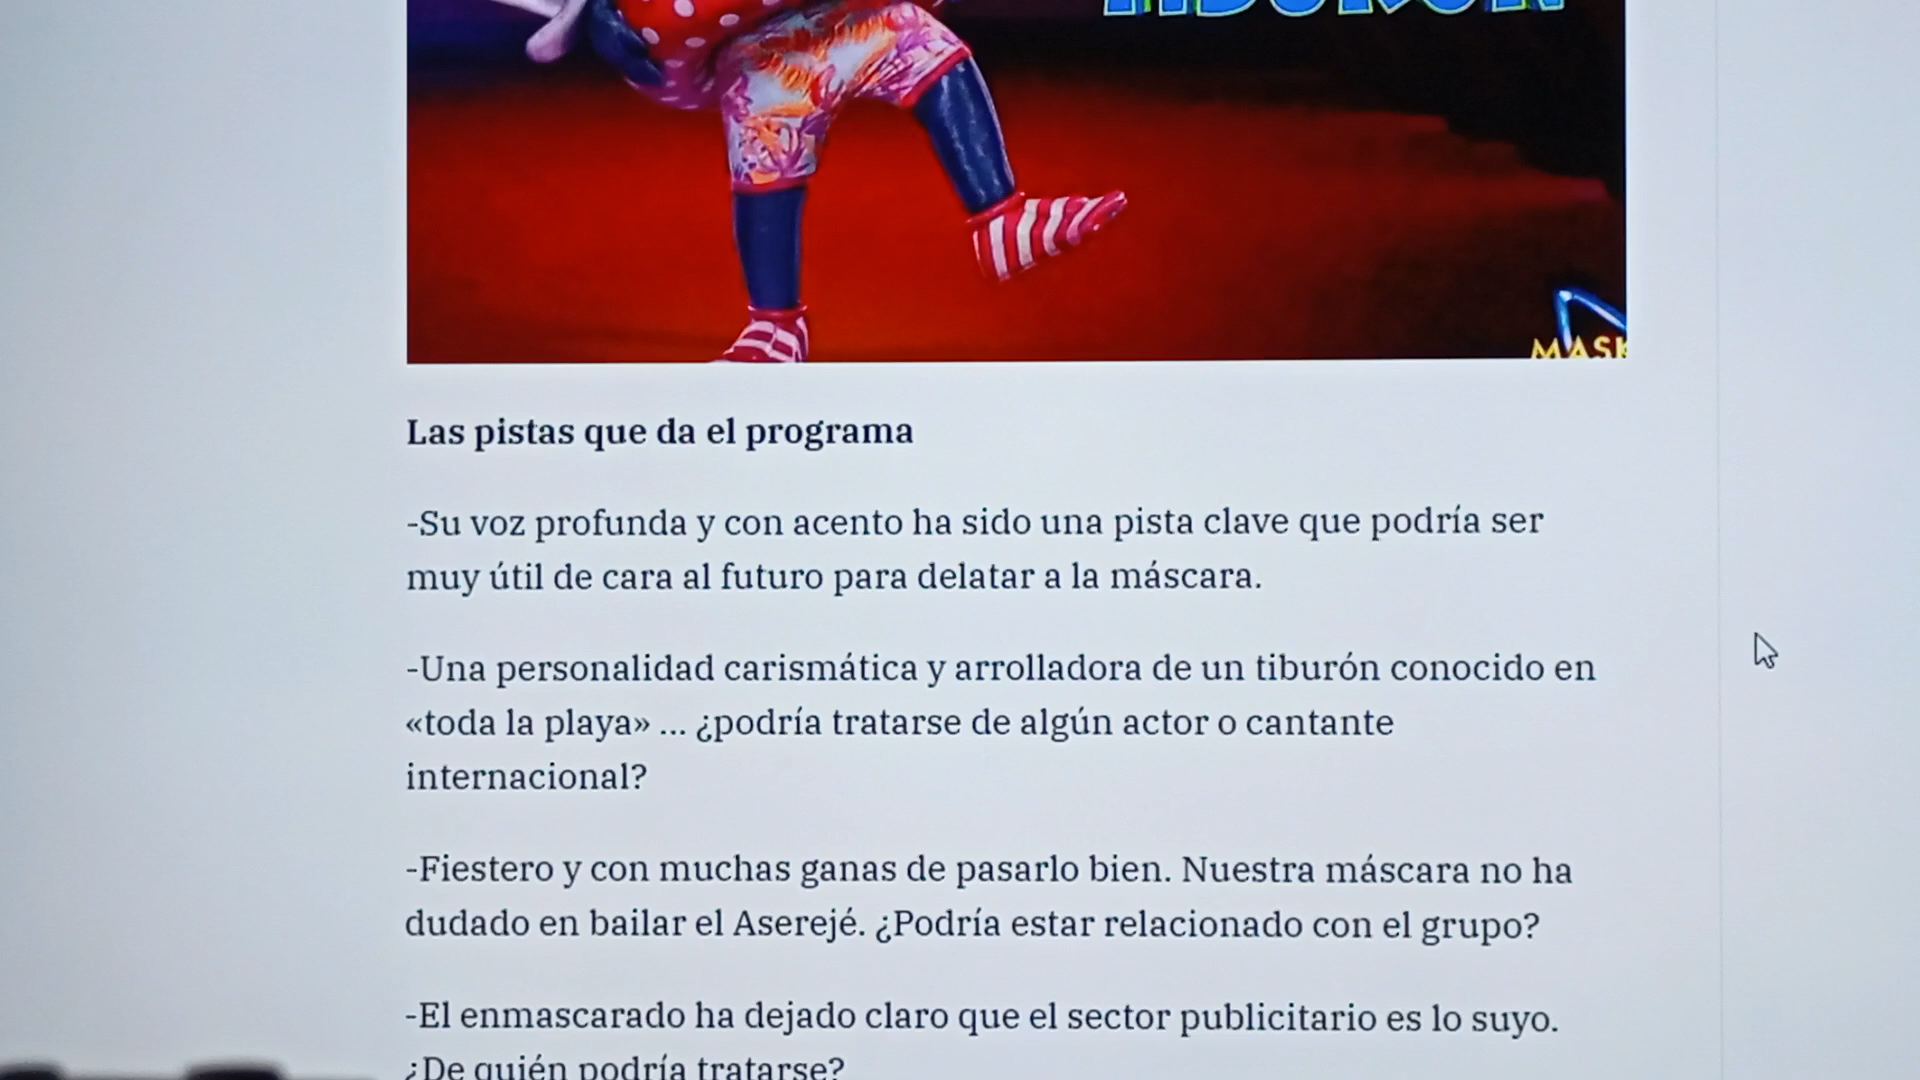 TIBURÓN
MASK
Las pistas que da el programa
-Su voz profunda y con acento ha sido una pista clave que podría ser
muy útil de cara al futuro para delatar a la máscara.
-Una personalidad carismática y arrolladora de un tiburón conocido en
«toda la playa» ... ¿podría tratarse de algún actor o cantante
internacional?
-Fiestero y con muchas ganas de pasarlo bien. Nuestra máscara no ha
dudado en bailar el Aserejé. ¿Podría estar relacionado con el grupo?
-El enmascarado ha dejado claro que el sector publicitario es lo suyo.
¿De quién podría tratarse?